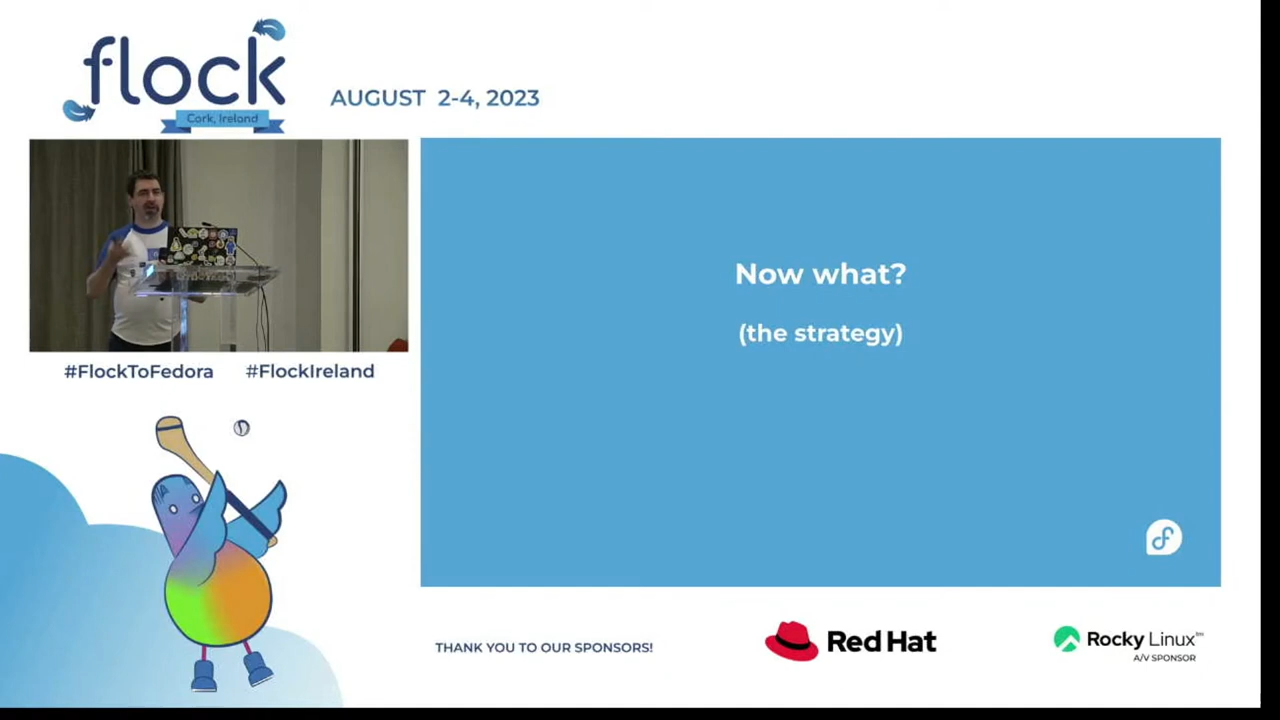 flock
Cork, Ireland
AUGUST 2-4, 2023
#FlockToFedora #FlockIreland
Now what?
(the strategy)
THANK YOU TO OUR SPONSORS!
Red Hat
Rocky Linux™
A/V SPONSOR